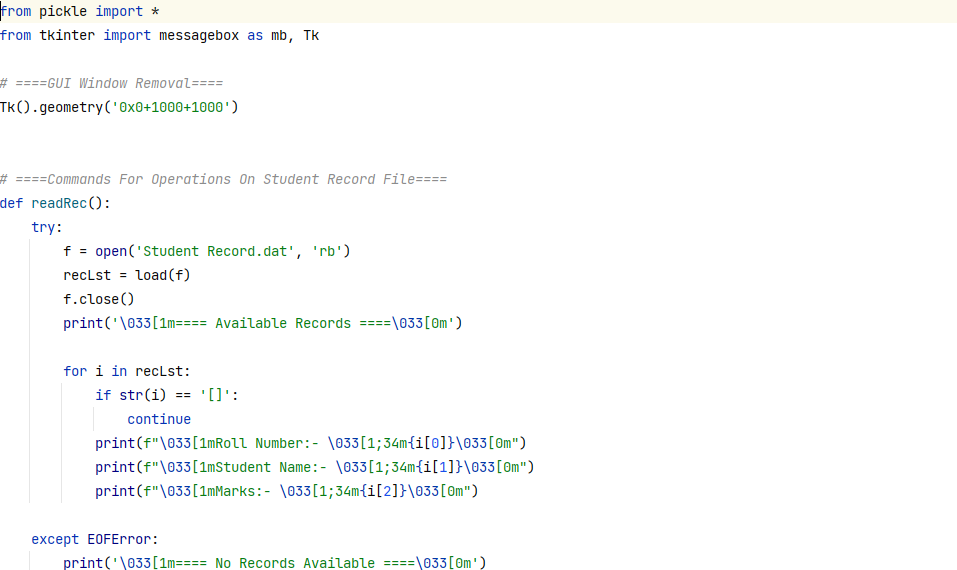 from pickle import *
from tkinter import messagebox as mb, Tk
# ====GUI Window Removal====
Tk().geometry('0x0+1000+1000')
# ====Commands For Operations On Student Record File====
def readRec():
    try:
        f = open('Student Record.dat', 'rb')
        recLst = load(f)
        f.close()
        print('\033[1m==== Available Records ====\033[0m')
        for i in recLst:
            if str(i) == '[]':
                continue
            print(f"\033[1mRoll Number:- \033[1;34m{i[0]}\033[0m")
            print(f"\033[1mStudent Name:- \033[1;34m{i[1]}\033[0m")
            print(f"\033[1mMarks:- \033[1;34m{i[2]}\033[0m")
    except EOFError:
        print('\033[1m==== No Records Available ====\033[0m')